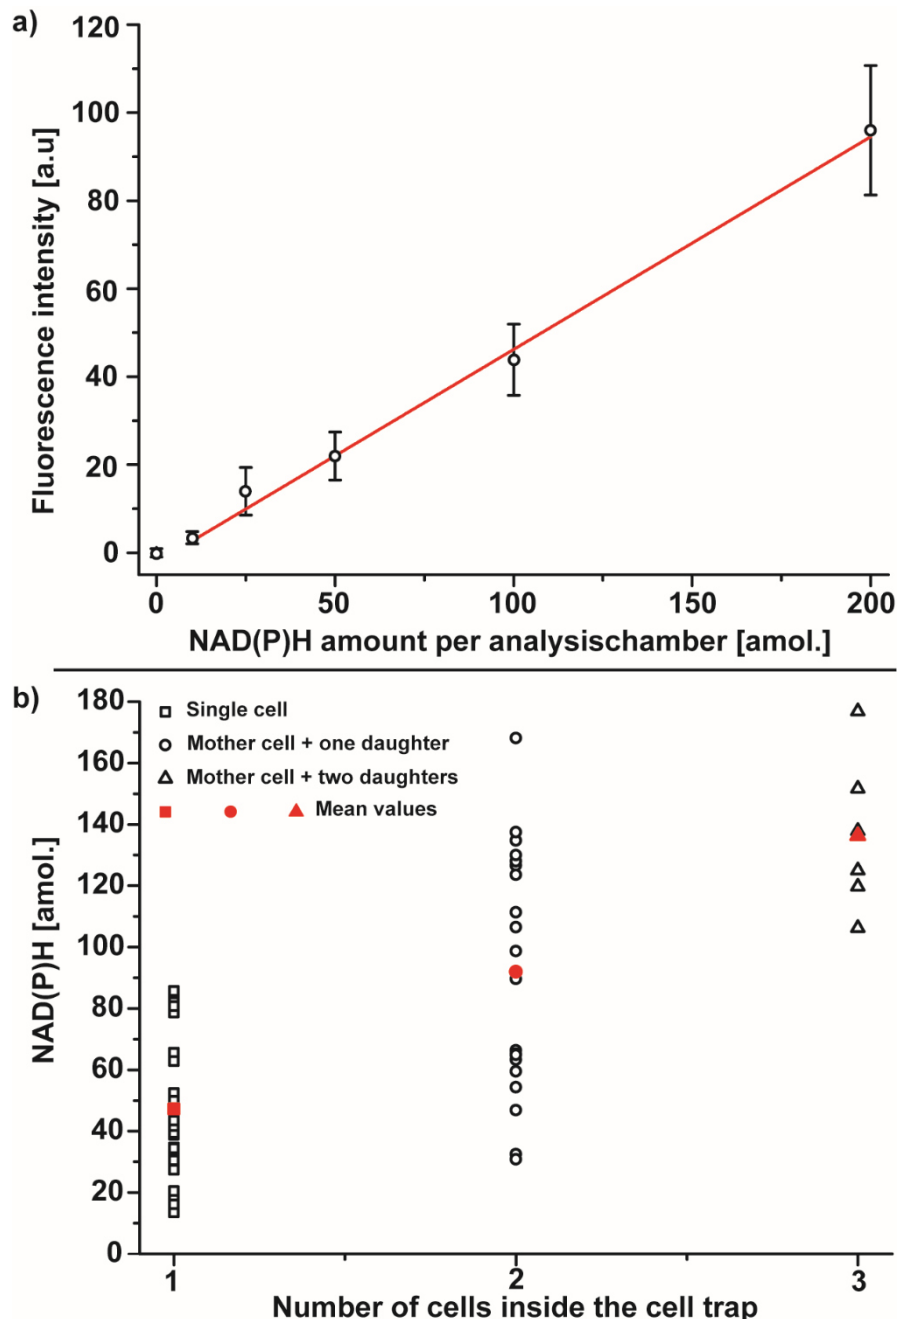 a)
120
100
80
60
40
20
0
Fluorescence intensity [a.u]
0 50 100 150 200
NAD(P)H amount per analysischamber [amol.]
b)
180
160
140
120
100
80
60
40
20
0
NAD(P)H [amol.]
Single cell
Mother cell + one daughter
Mother cell + two daughters
Mean values
1 2 3
Number of cells inside the cell trap